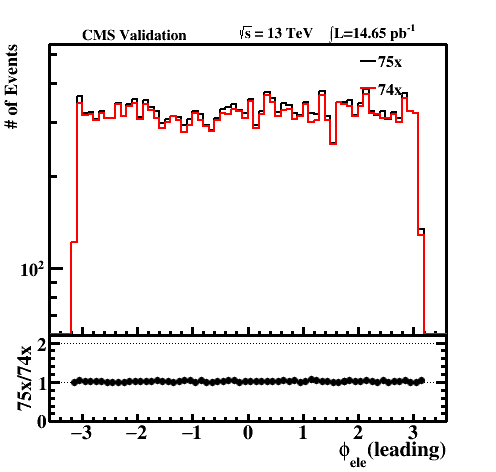 CMS Validation √s = 13 TeV ∫L=14.65 pb⁻¹
# of Events
75x
74x
10²
75x/74x
2
1
0
−3 −2 −1 0 1 2 3
ϕele(leading)